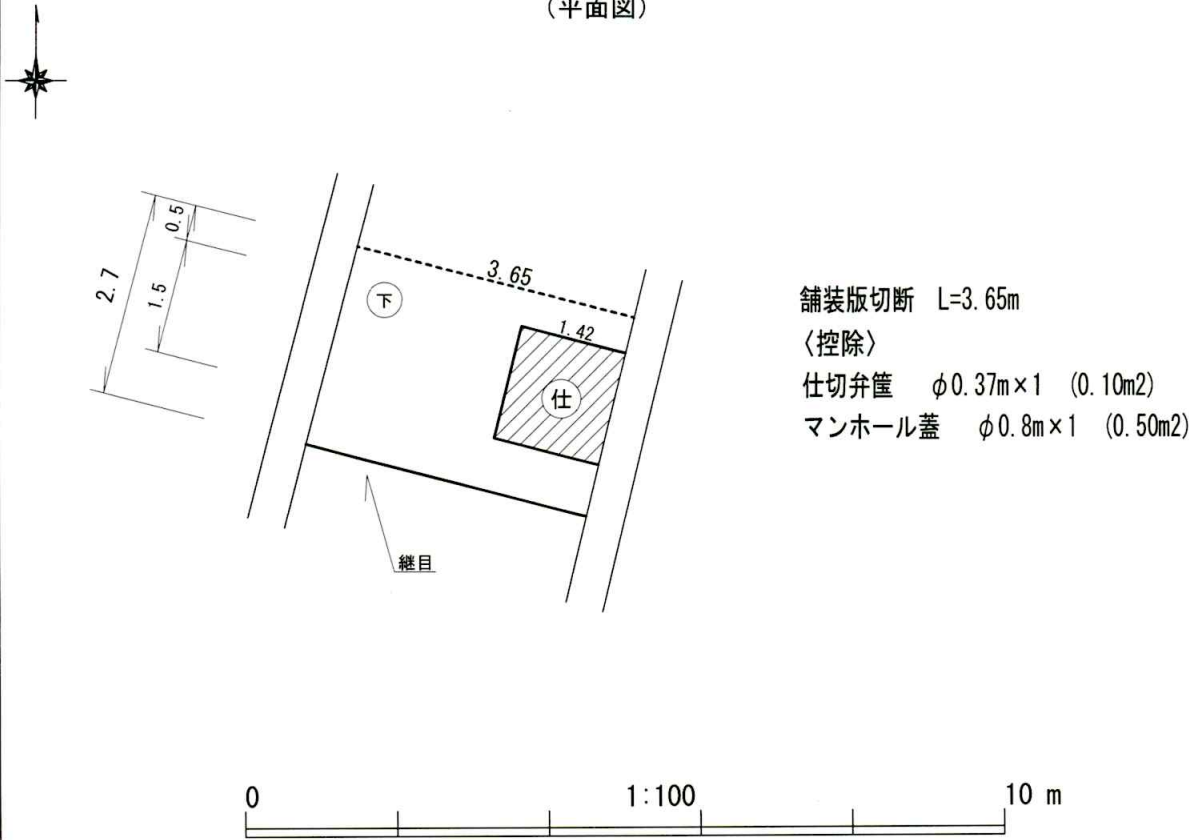 (平面図)
0.5
2.7
1.5
3.65
下
1.42
仕
継目
舗装版切断 L=3.65m
〈控除〉
仕切弁筺 φ0.37m×1 (0.10m2)
マンホール蓋 φ0.8m×1 (0.50m2)
0 1:100 10 m